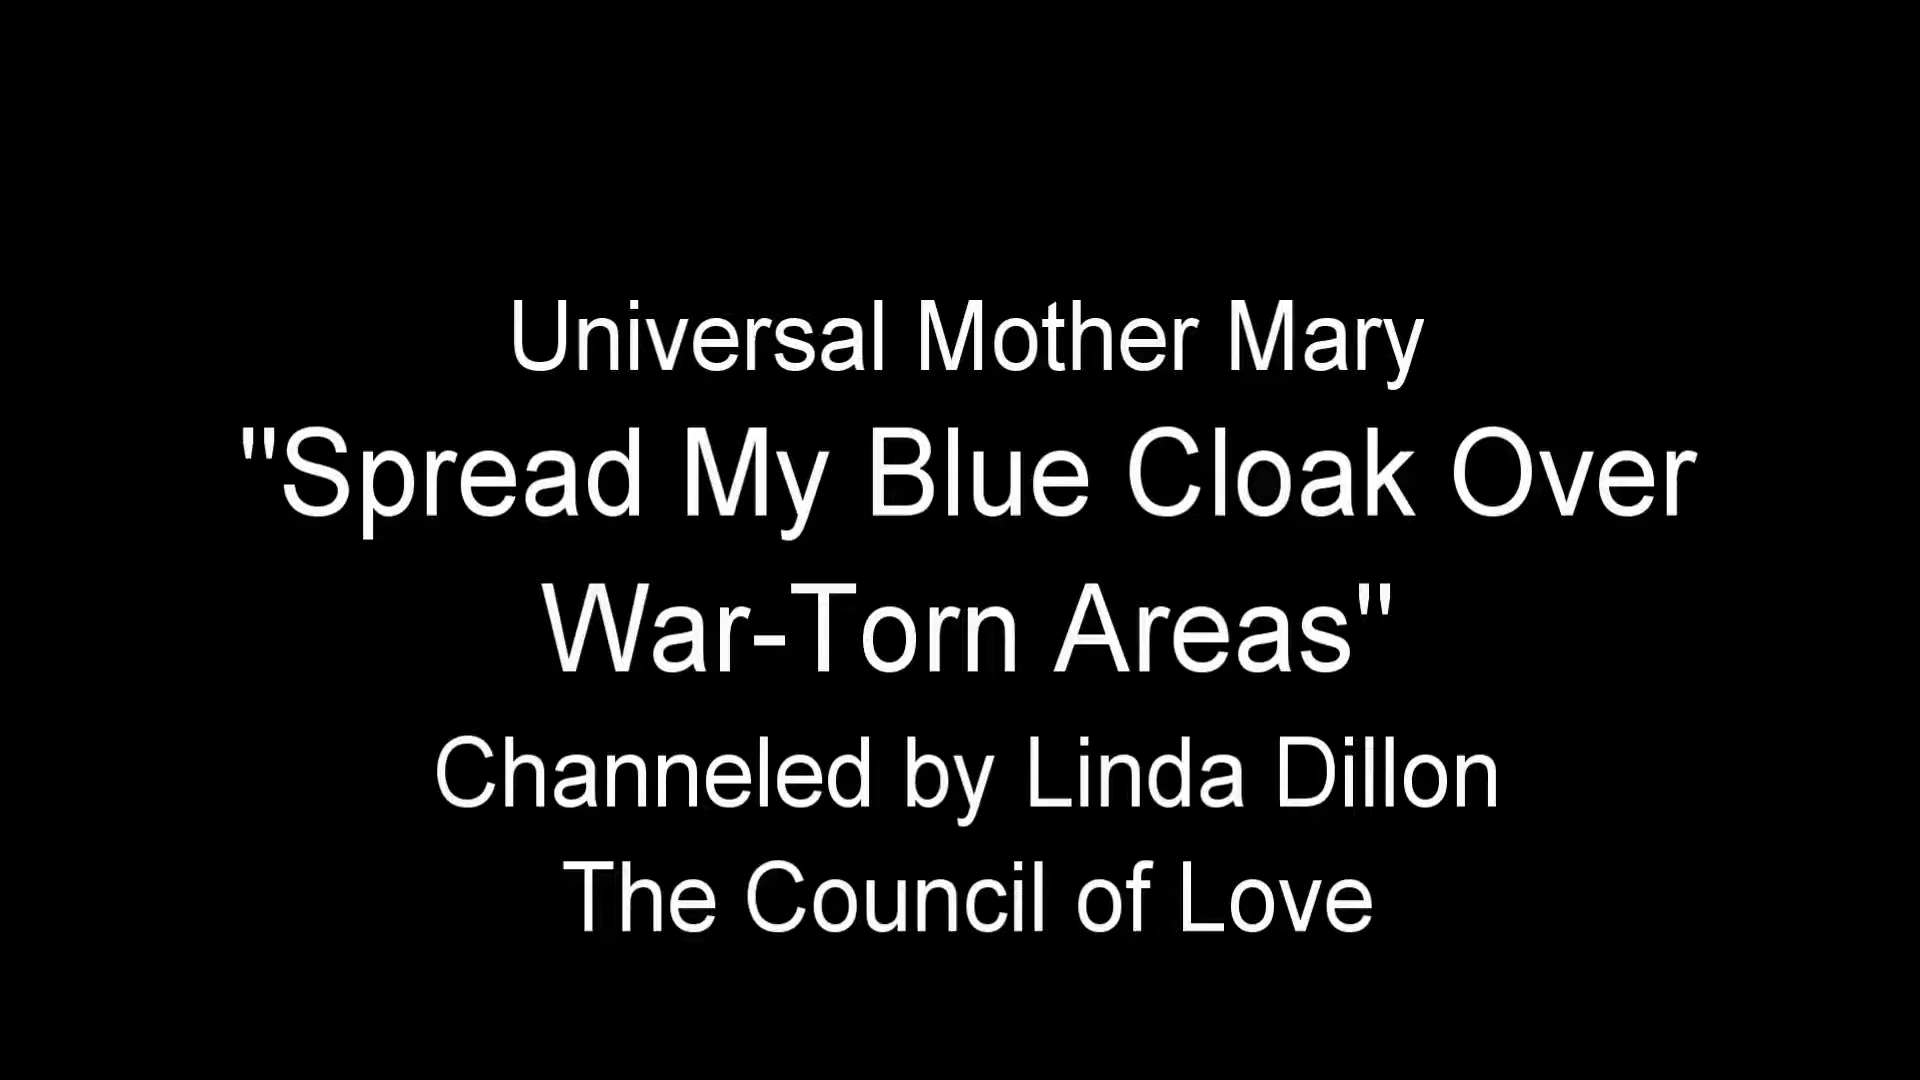 Universal Mother Mary
"Spread My Blue Cloak Over
War-Torn Areas"
Channeled by Linda Dillon
The Council of Love